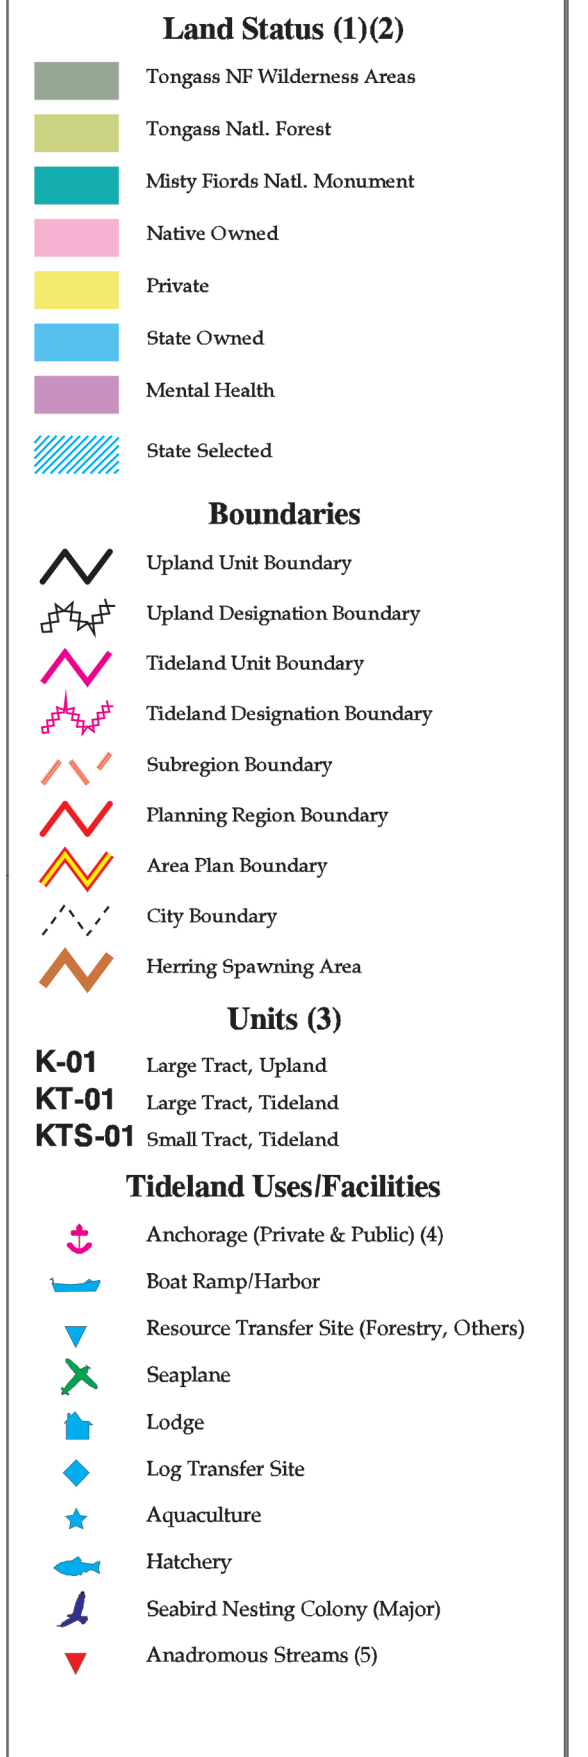 Land Status (1)(2)
Tongass NF Wilderness Areas
Tongass Natl. Forest
Misty Fiords Natl. Monument
Native Owned
Private
State Owned
Mental Health
State Selected
Boundaries
Upland Unit Boundary
Upland Designation Boundary
Tideland Unit Boundary
Tideland Designation Boundary
Subregion Boundary
Planning Region Boundary
Area Plan Boundary
City Boundary
Herring Spawning Area
Units (3)
K-01 Large Tract, Upland
KT-01 Large Tract, Tideland
KTS-01 Small Tract, Tideland
Tideland Uses/Facilities
Anchorage (Private & Public) (4)
Boat Ramp/Harbor
Resource Transfer Site (Forestry, Others)
Seaplane
Lodge
Log Transfer Site
Aquaculture
Hatchery
Seabird Nesting Colony (Major)
Anadromous Streams (5)